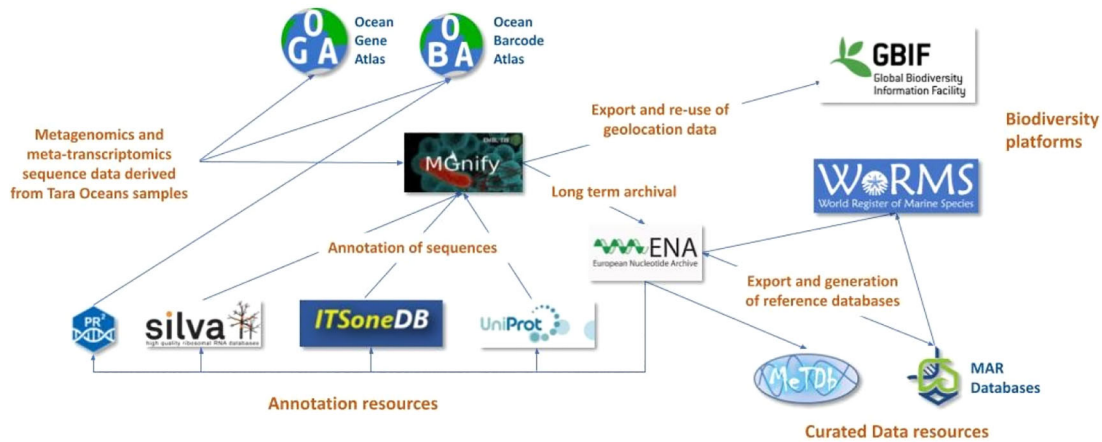 O
G A
Ocean
Gene
Atlas
O
B A
Ocean
Barcode
Atlas
GBIF
Global Biodiversity
Information Facility
Export and re-use of
geolocation data
Biodiversity
platforms
Metagenomics and
meta-transcriptomics
sequence data derived
from Tara Oceans samples
MGnify
WoRMS
World Register of Marine Species
Long term archival
Annotation of sequences
ENA
European Nucleotide Archive
Export and generation
of reference databases
PR²
silva
high quality ribosomal RNA databases
ITSoneDB
UniProt
MeTDb
MAR
Databases
Annotation resources
Curated Data resources